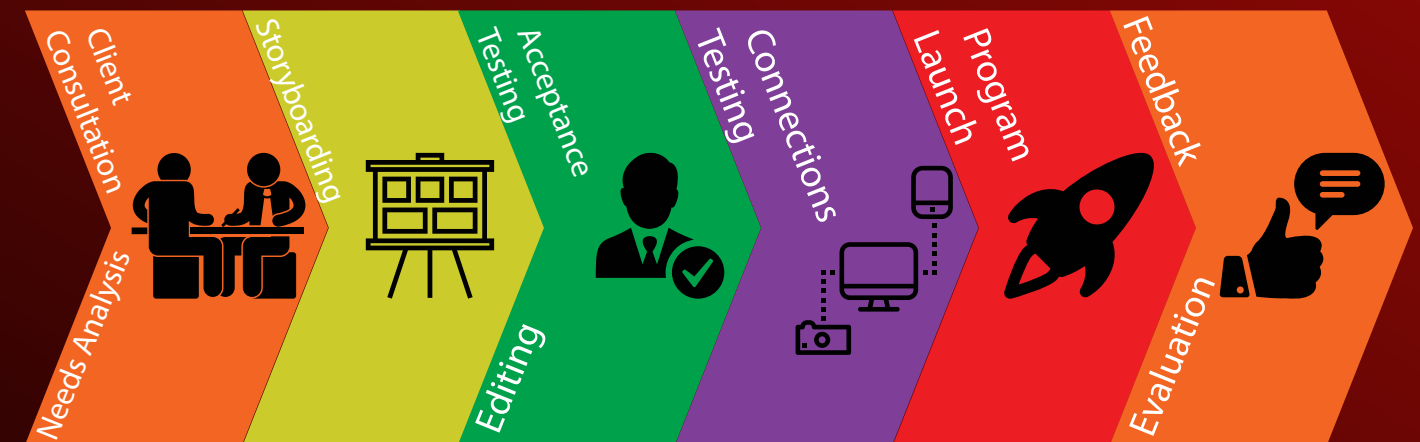 Client
Consultation
Needs Analysis
Storyboarding
Acceptance
Testing
Editing
Connections
Testing
Program
Launch
Feedback
Evaluation